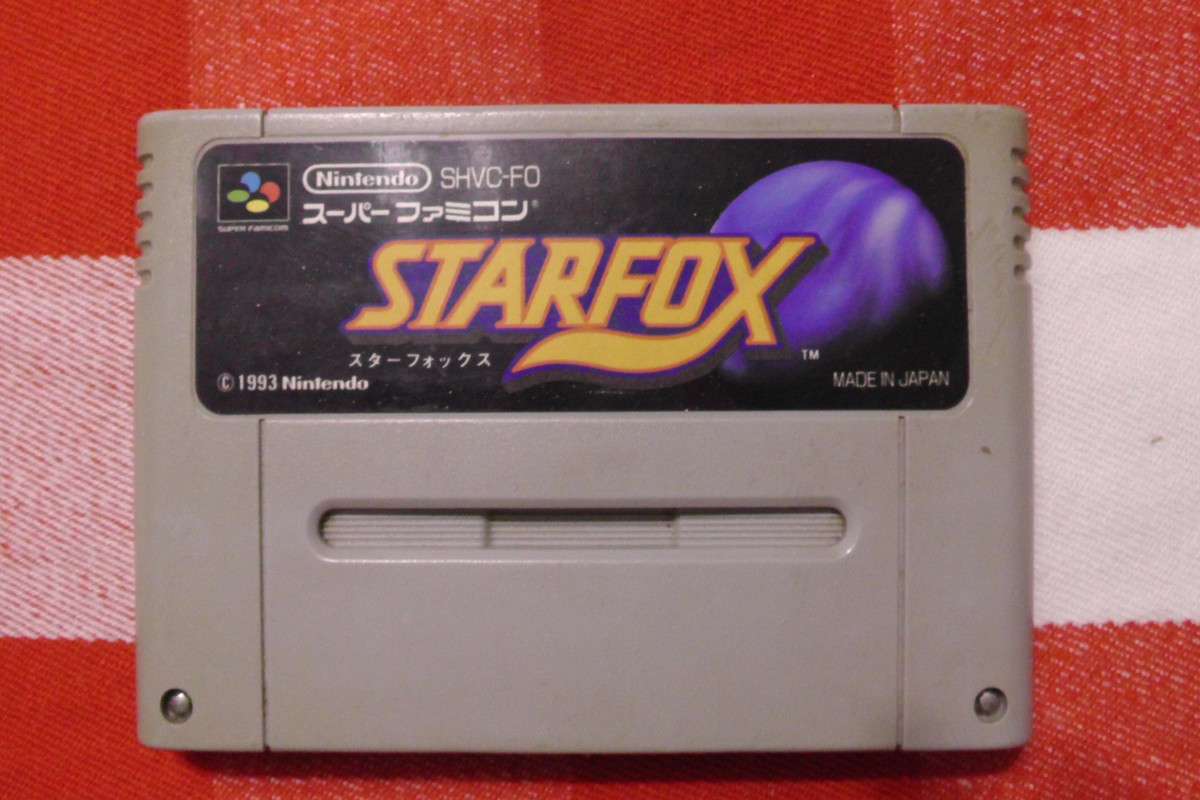 Nintendo SHVC-FO
スーパーファミコン®
SUPER FAMICOM
STARFOX
スターフォックス
TM
©1993 Nintendo
MADE IN JAPAN